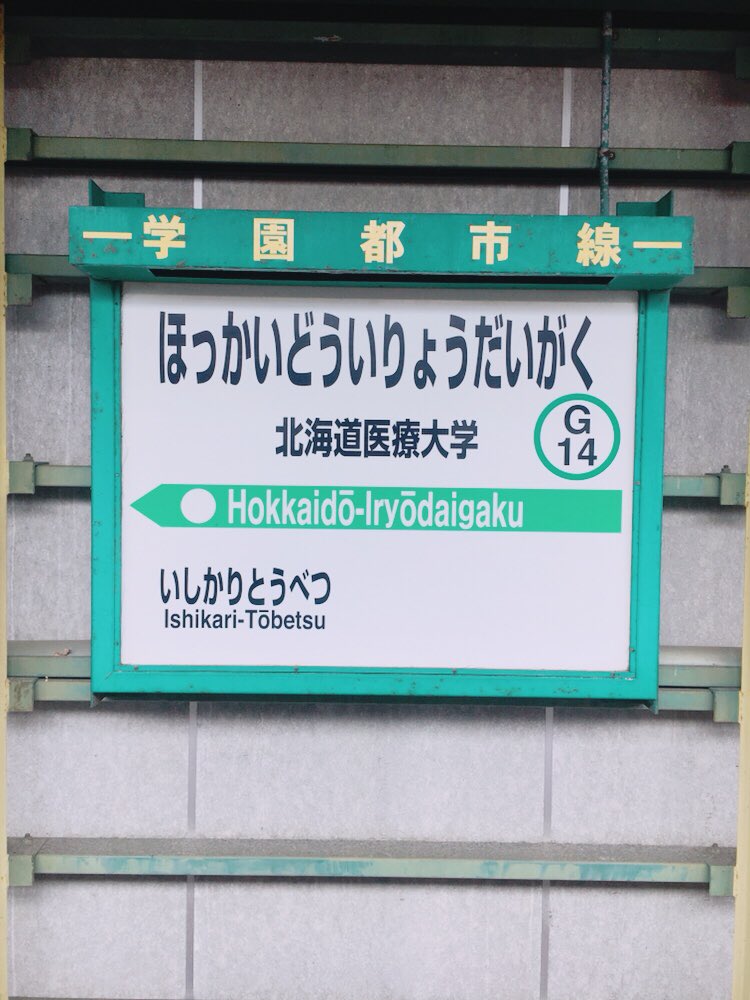 ―学園都市線―
ほっかいどういりょうだいがく
北海道医療大学
G
14
Hokkaidō-Iryōdaigaku
いしかりとうべつ
Ishikari-Tōbetsu